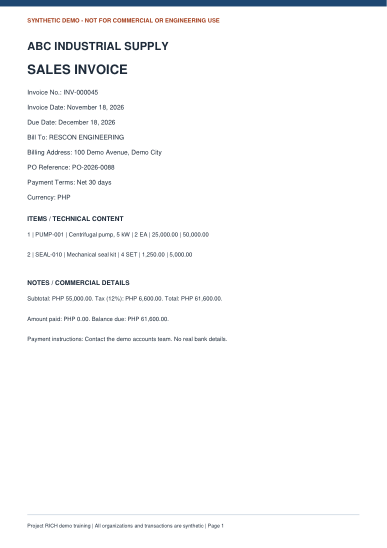 SYNTHETIC DEMO - NOT FOR COMMERCIAL OR ENGINEERING USE
ABC INDUSTRIAL SUPPLY
SALES INVOICE
Invoice No.: INV-000045
Invoice Date: November 18, 2026
Due Date: December 18, 2026
Bill To: RESCON ENGINEERING
Billing Address: 100 Demo Avenue, Demo City
PO Reference: PO-2026-0088
Payment Terms: Net 30 days
Currency: PHP
ITEMS / TECHNICAL CONTENT
1 | PUMP-001 | Centrifugal pump, 5 kW | 2 EA | 25,000.00 | 50,000.00
2 | SEAL-010 | Mechanical seal kit | 4 SET | 1,250.00 | 5,000.00
NOTES / COMMERCIAL DETAILS
Subtotal: PHP 55,000.00. Tax (12%): PHP 6,600.00. Total: PHP 61,600.00.
Amount paid: PHP 0.00. Balance due: PHP 61,600.00.
Payment instructions: Contact the demo accounts team. No real bank details.
Project RICH demo training | All organizations and transactions are synthetic | Page 1